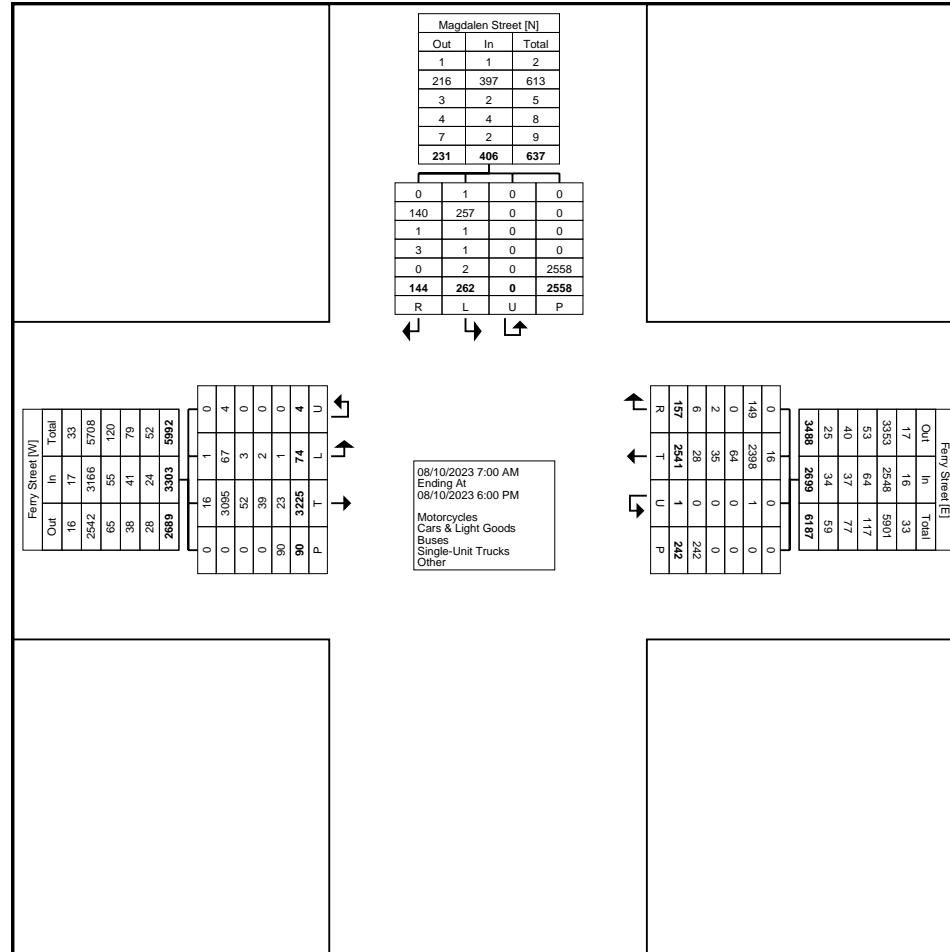 Magdalen Street [N]
Out In Total
1 1 2
216 397 613
3 2 5
4 4 8
7 2 9
231 406 637
0 1 0 0
140 257 0 0
1 1 0 0
3 1 0 0
0 2 0 2558
144 262 0 2558
R L U P
Ferry Street [W]
Out In Total
16 17 33
2542 3166 5708
65 55 120
38 41 79
28 24 52
2689 3303 5992
0 16 1 0
0 3095 67 4
0 52 3 0
0 39 2 0
90 23 1 0
90 3225 74 4
P T L U
08/10/2023 7:00 AM
Ending At
08/10/2023 6:00 PM
Motorcycles
Cars & Light Goods
Buses
Single-Unit Trucks
Other
Ferry Street [E]
Out In Total
17 16 33
3353 2548 5901
53 64 117
40 37 77
25 34 59
3488 2699 6187
0 16 0 0
149 2398 1 0
0 64 0 0
2 35 0 0
6 28 0 242
157 2541 1 242
R T U P